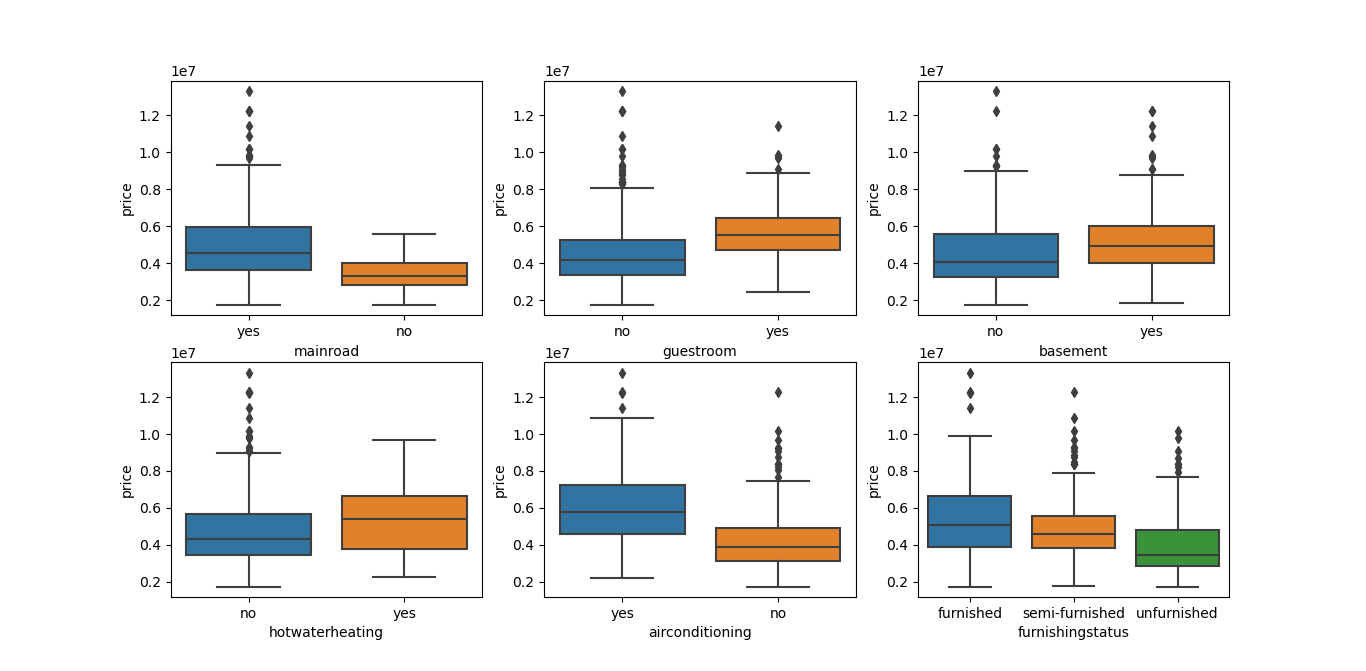 1e7
1.2
1.0
0.8
0.6
0.4
0.2
price
yes no
mainroad
1e7
1.2
1.0
0.8
0.6
0.4
0.2
price
no yes
guestroom
1e7
1.2
1.0
0.8
0.6
0.4
0.2
price
no yes
basement
1e7
1.2
1.0
0.8
0.6
0.4
0.2
price
no yes
hotwaterheating
1e7
1.2
1.0
0.8
0.6
0.4
0.2
price
yes no
airconditioning
1e7
1.2
1.0
0.8
0.6
0.4
0.2
price
furnished semi-furnished unfurnished
furnishingstatus